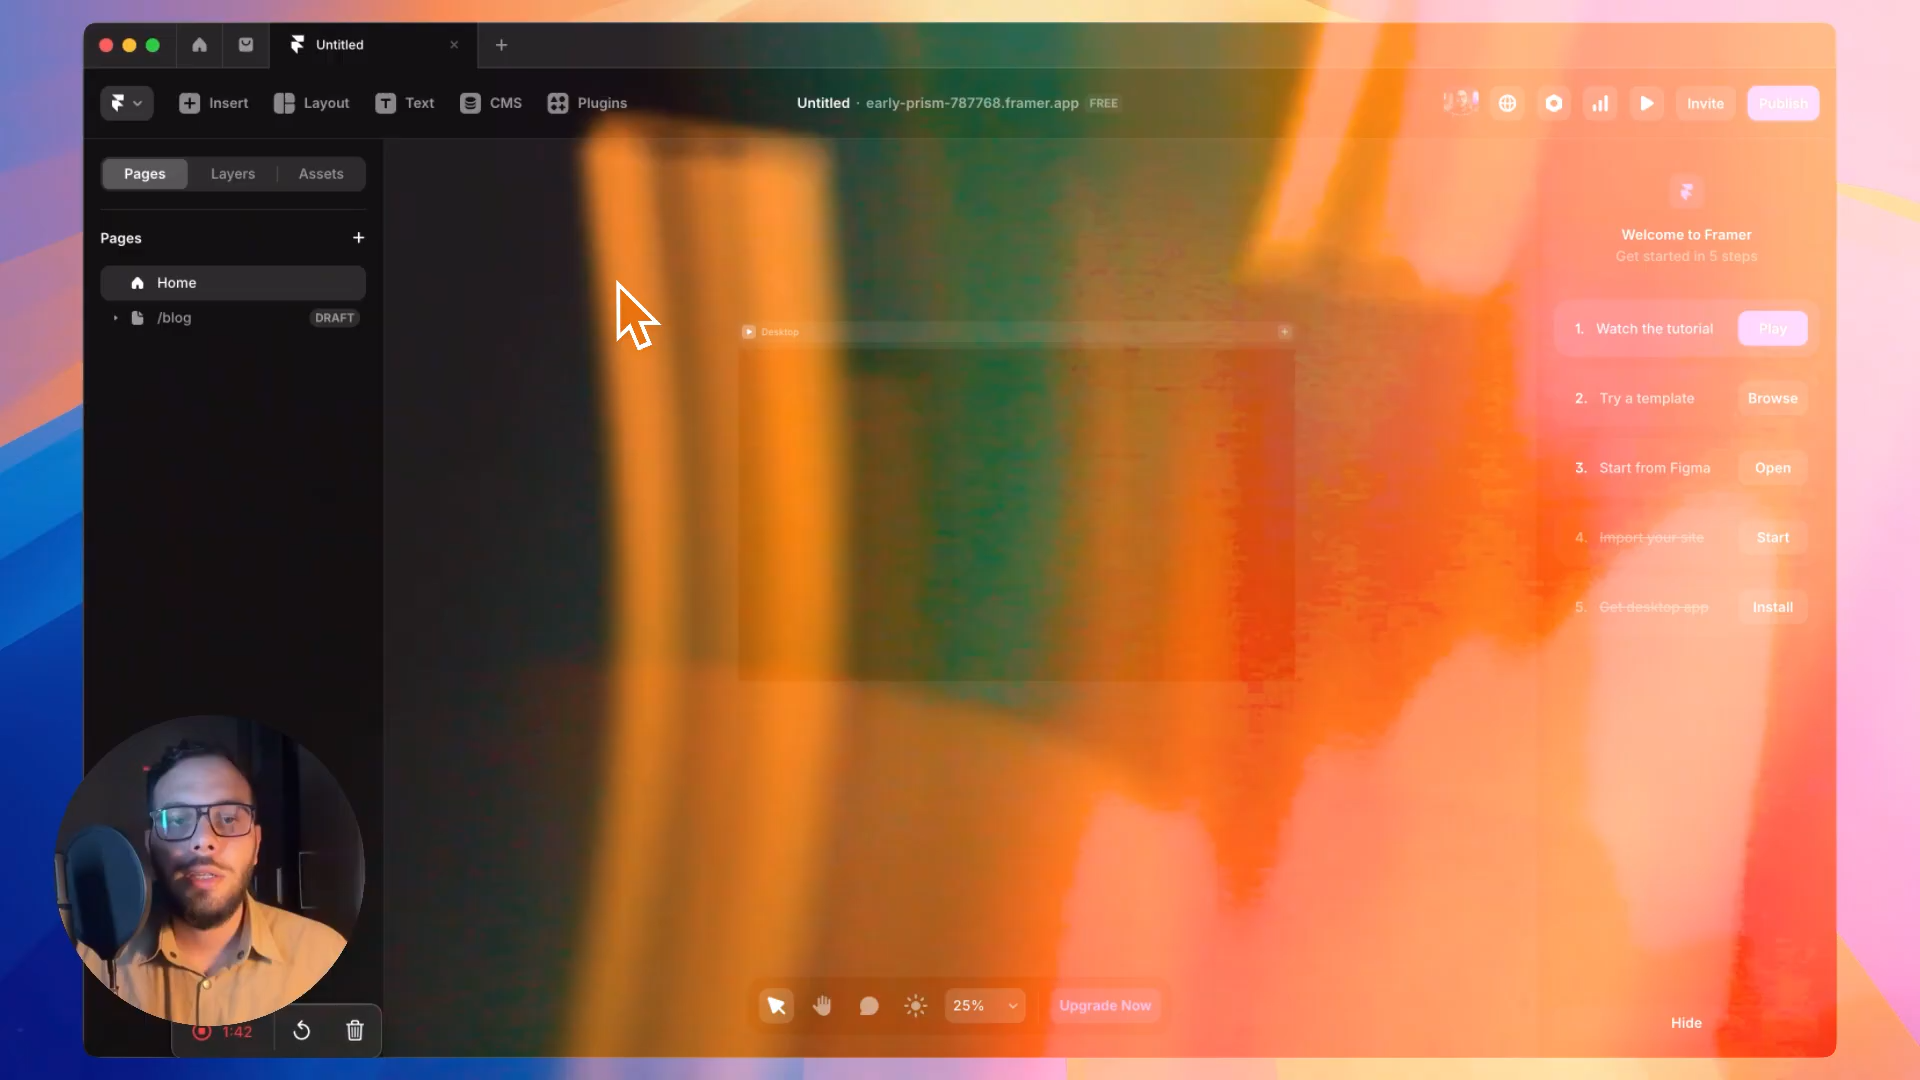 Untitled
Insert
Layout
Text
CMS
Plugins
Untitled · early-prism-787768.framer.app FREE
Invite
Publish
Pages
Layers
Assets
Pages
Home
/blog
DRAFT
Desktop
Welcome to Framer
Get started in 5 steps
1. Watch the tutorial
Play
2. Try a template
Browse
3. Start from Figma
Open
4. Import your site
Start
5. Get desktop app
Install
1:42
25%
Upgrade Now
Hide